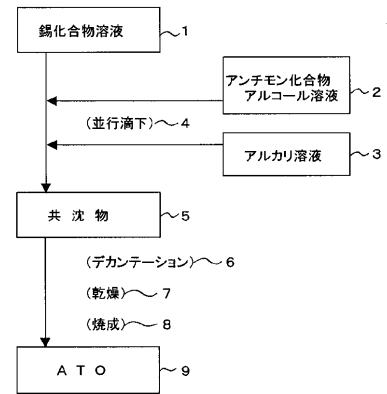 錫化合物溶液
1
アンチモン化合物
アルコール溶液
2
(並行滴下)
4
アルカリ溶液
3
共沈物
5
(デカンテーション)
6
(乾燥)
7
(焼成)
8
ATO
9